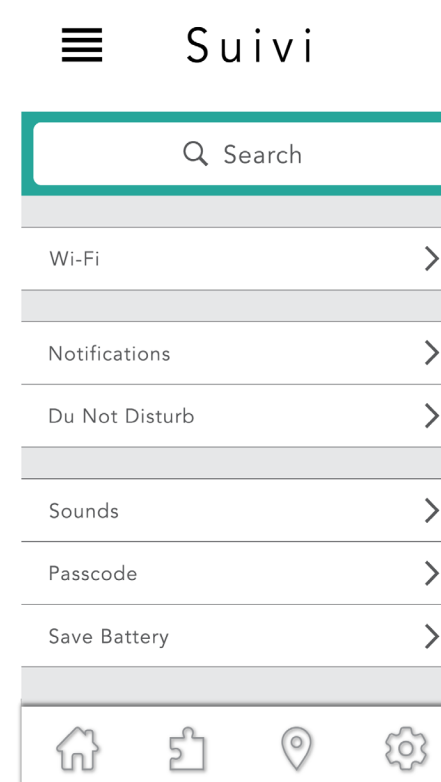 Suivi
Search
Wi-Fi
Notifications
Du Not Disturb
Sounds
Passcode
Save Battery